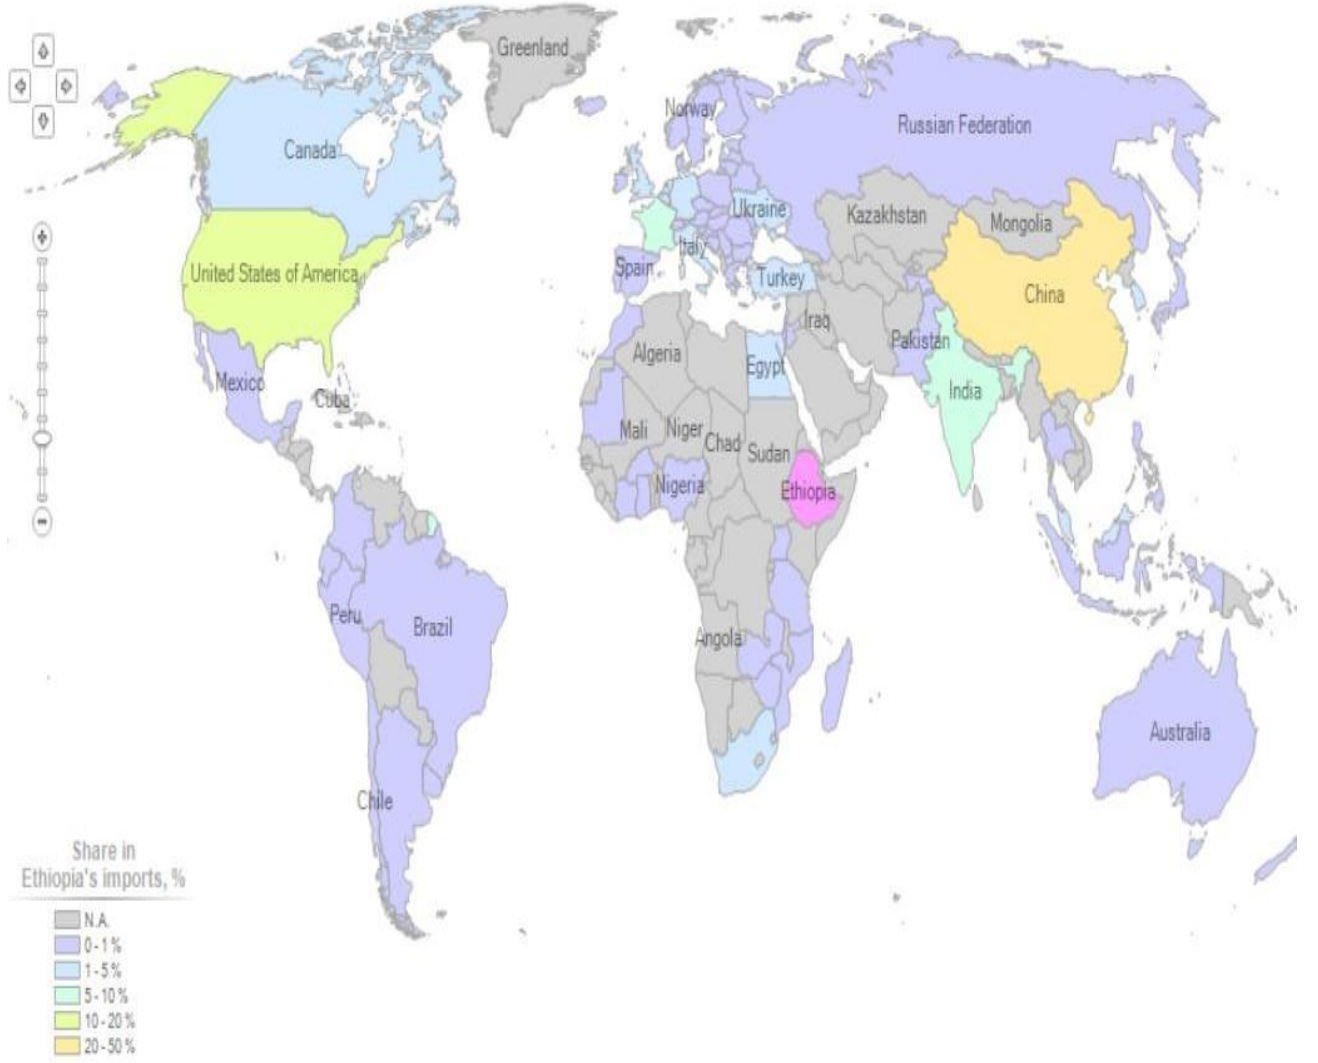 Greenland
Norway
Russian Federation
Canada
Ukraine
Kazakhstan
Mongolia
Italy
United States of America
Spain
Turkey
China
Iraq
Algeria
Pakistan
Egypt
Mexico
India
Cuba
Mali
Niger
Chad
Sudan
Nigeria
Ethiopia
Peru
Brazil
Angola
Australia
Chile
Share in
Ethiopia's imports, %
N.A.
0 - 1 %
1 - 5 %
5 - 10 %
10 - 20 %
20 - 50 %